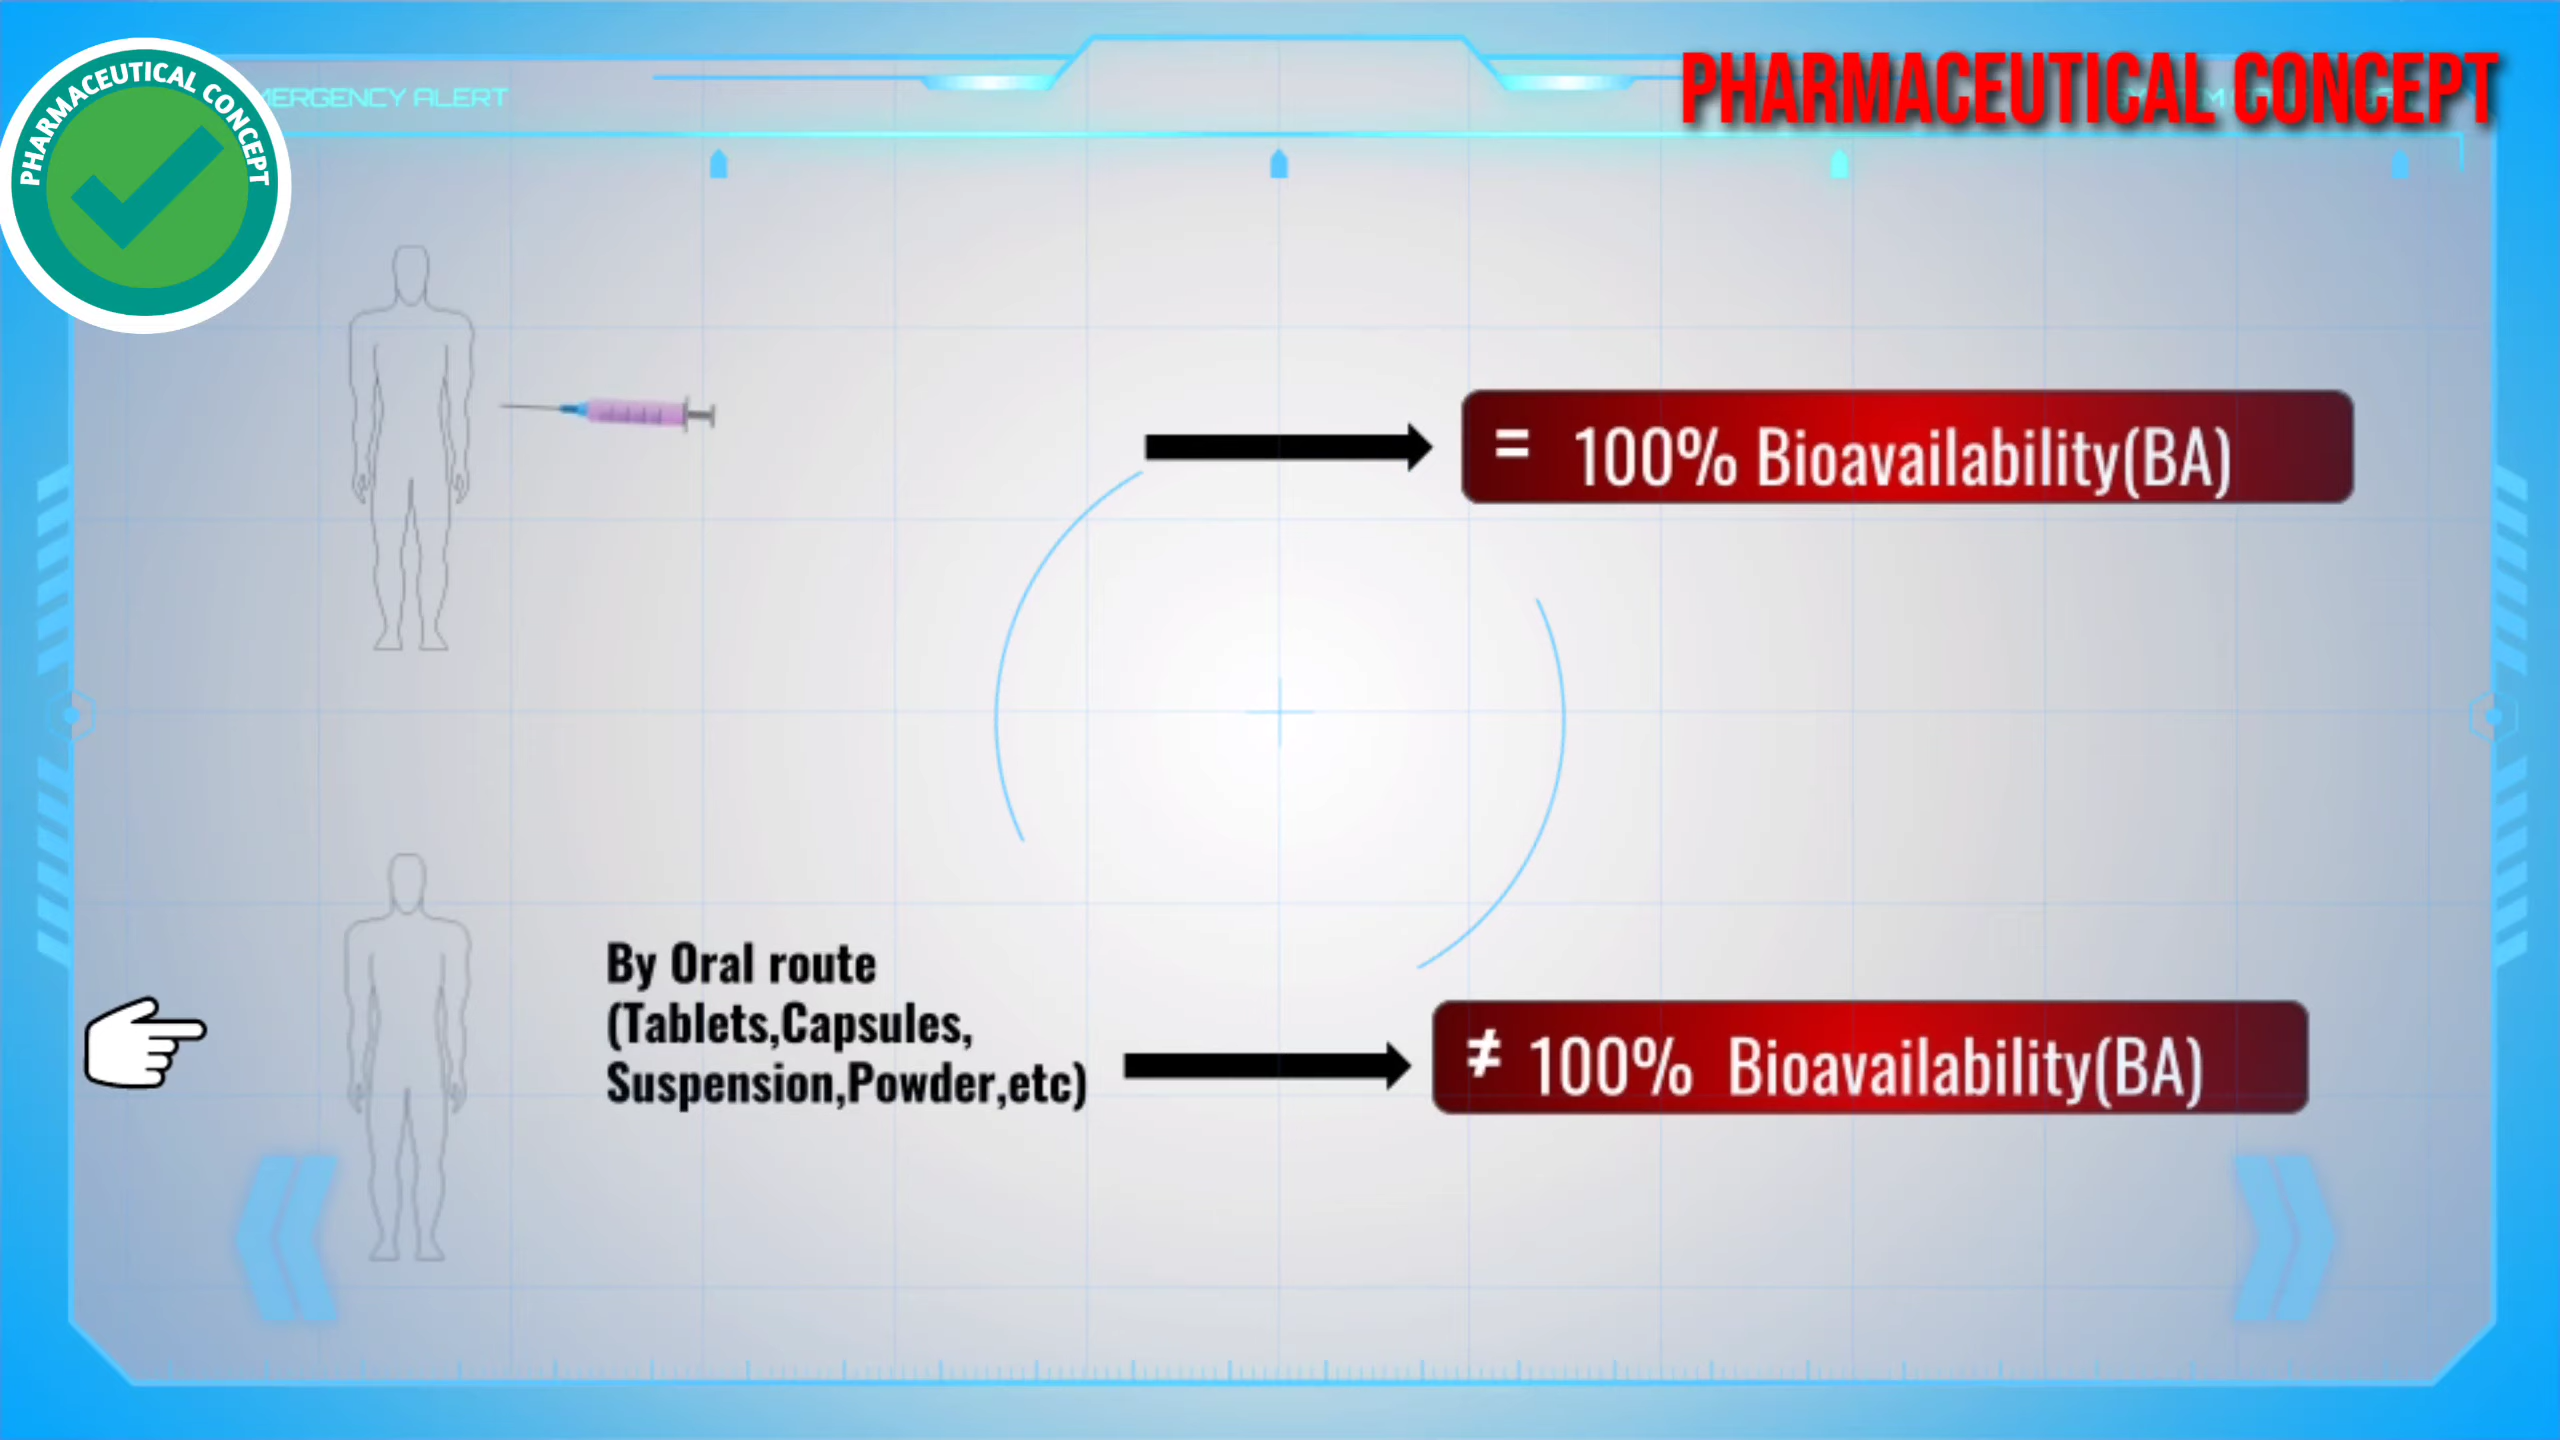 PHARMACEUTICAL CONCEPT
EMERGENCY ALERT
PHARMACEUTICAL CONCEPT
= 100% Bioavailability(BA)
By Oral route
(Tablets,Capsules,
Suspension,Powder,etc)
≠ 100% Bioavailability(BA)